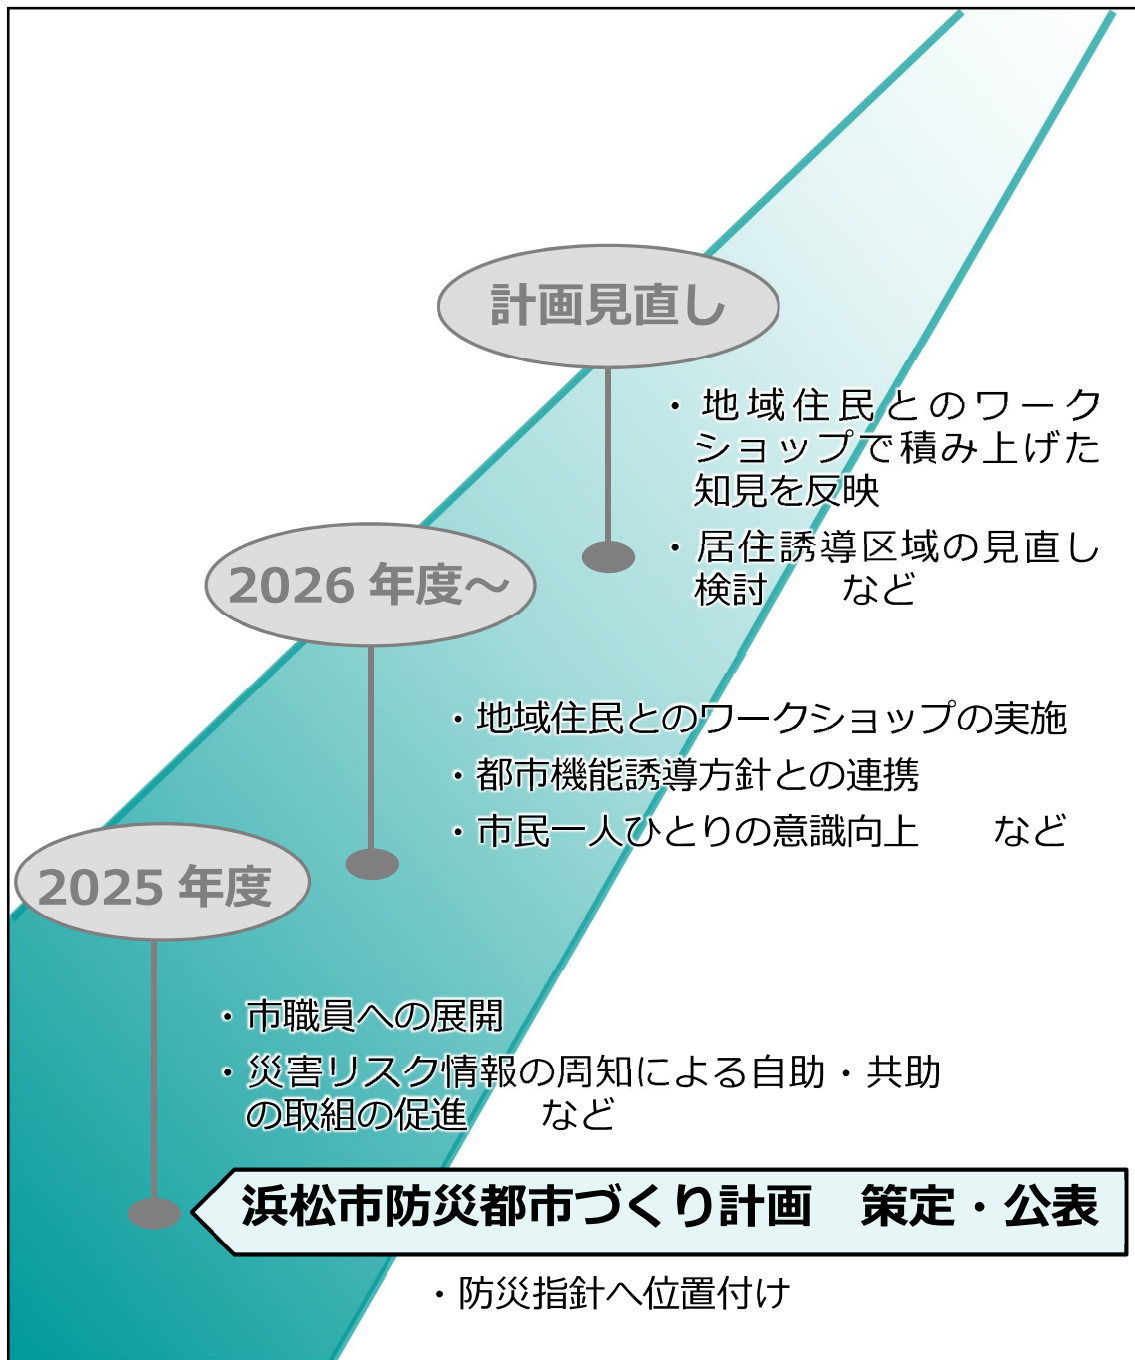 計画見直し
・地域住民とのワーク
ショップで積み上げた
知見を反映
・居住誘導区域の見直し
検討　　など
2026 年度～
・地域住民とのワークショップの実施
・都市機能誘導方針との連携
・市民一人ひとりの意識向上　　など
2025 年度
・市職員への展開
・災害リスク情報の周知による自助・共助
の取組の促進　　など
浜松市防災都市づくり計画　策定・公表
・防災指針へ位置付け